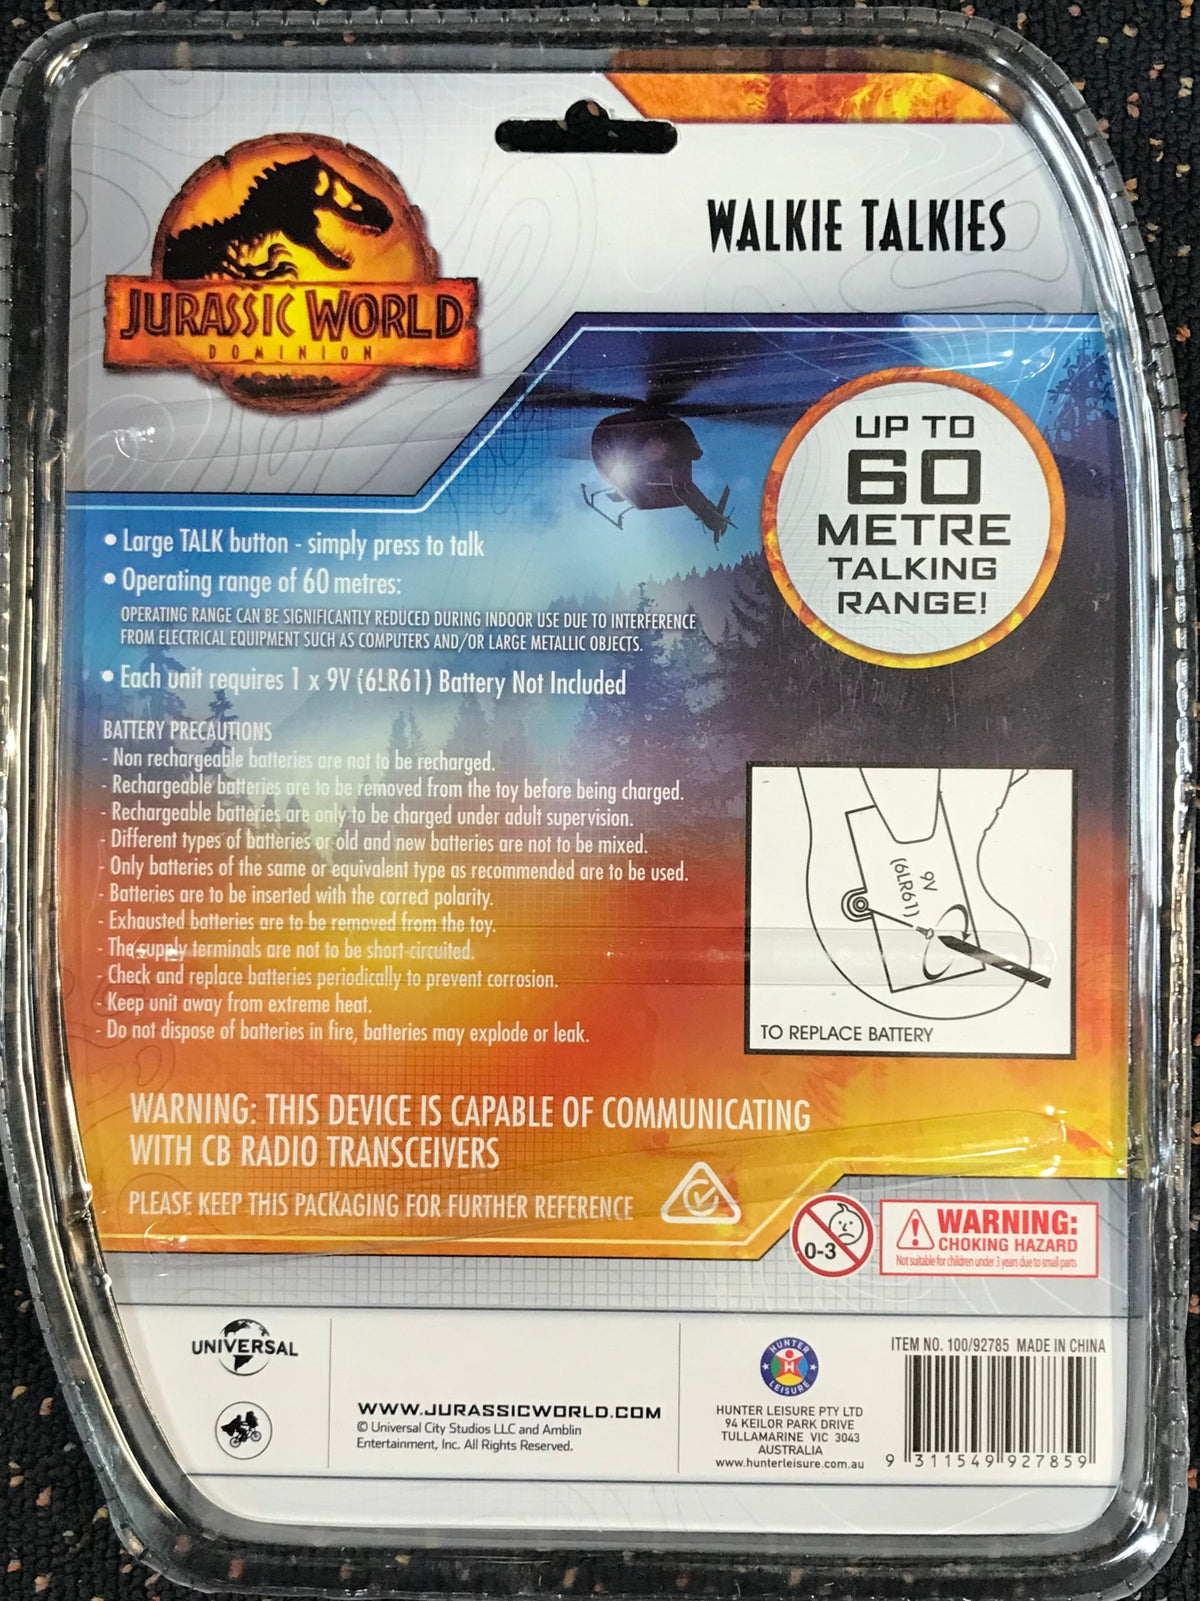 JURASSIC WORLD
DOMINION
WALKIE TALKIES
UP TO
60
METRE
TALKING
RANGE!
• Large TALK button - simply press to talk
• Operating range of 60 metres:
OPERATING RANGE CAN BE SIGNIFICANTLY REDUCED DURING INDOOR USE DUE TO INTERFERENCE
FROM ELECTRICAL EQUIPMENT SUCH AS COMPUTERS AND/OR LARGE METALLIC OBJECTS.
• Each unit requires 1 x 9V (6LR61) Battery Not Included
BATTERY PRECAUTIONS
- Non rechargeable batteries are not to be recharged.
- Rechargeable batteries are to be removed from the toy before being charged.
- Rechargeable batteries are only to be charged under adult supervision.
- Different types of batteries or old and new batteries are not to be mixed.
- Only batteries of the same or equivalent type as recommended are to be used.
- Batteries are to be inserted with the correct polarity.
- Exhausted batteries are to be removed from the toy.
- The supply terminals are not to be short-circuited.
- Check and replace batteries periodically to prevent corrosion.
- Keep unit away from extreme heat.
- Do not dispose of batteries in fire, batteries may explode or leak.
9V
(6LR61)
TO REPLACE BATTERY
WARNING: THIS DEVICE IS CAPABLE OF COMMUNICATING
WITH CB RADIO TRANSCEIVERS
PLEASE KEEP THIS PACKAGING FOR FURTHER REFERENCE
0-3
WARNING:
CHOKING HAZARD
Not suitable for children under 3 years due to small parts
UNIVERSAL
WWW.JURASSICWORLD.COM
© Universal City Studios LLC and Amblin
Entertainment, Inc. All Rights Reserved.
HUNTER
H
LEISURE
HUNTER LEISURE PTY LTD
94 KEILOR PARK DRIVE
TULLAMARINE VIC 3043
AUSTRALIA
www.hunterleisure.com.au
ITEM NO. 100/92785 MADE IN CHINA
9 311549 927859